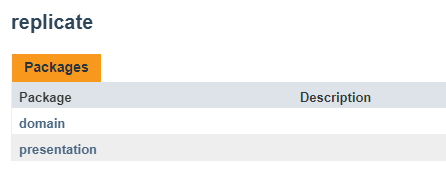 replicate
Packages
Package Description
domain
presentation